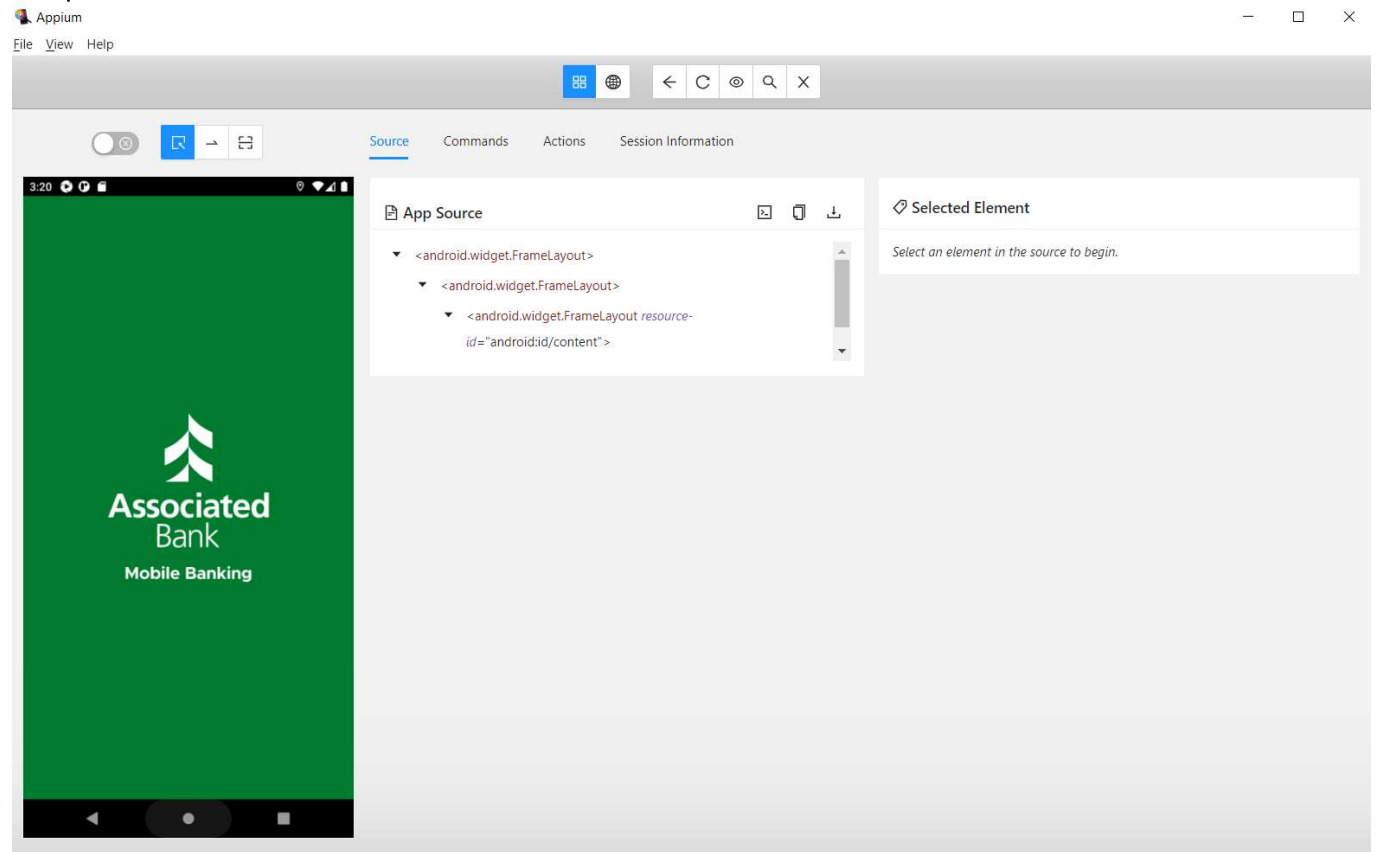 Appium
File View Help
Source Commands Actions Session Information
3:20
App Source
Selected Element
<android.widget.FrameLayout>
Select an element in the source to begin.
<android.widget.FrameLayout>
<android.widget.FrameLayout resource-
id="android:id/content">
Associated
Bank
Mobile Banking